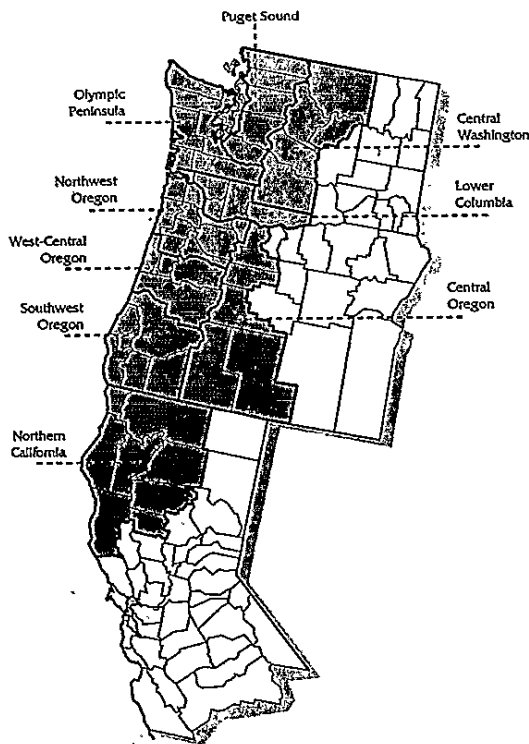 Puget Sound
Olympic
Peninsula
Central
Washington
Northwest
Oregon
Lower
Columbia
West-Central
Oregon
Central
Oregon
Southwest
Oregon
Northern
California